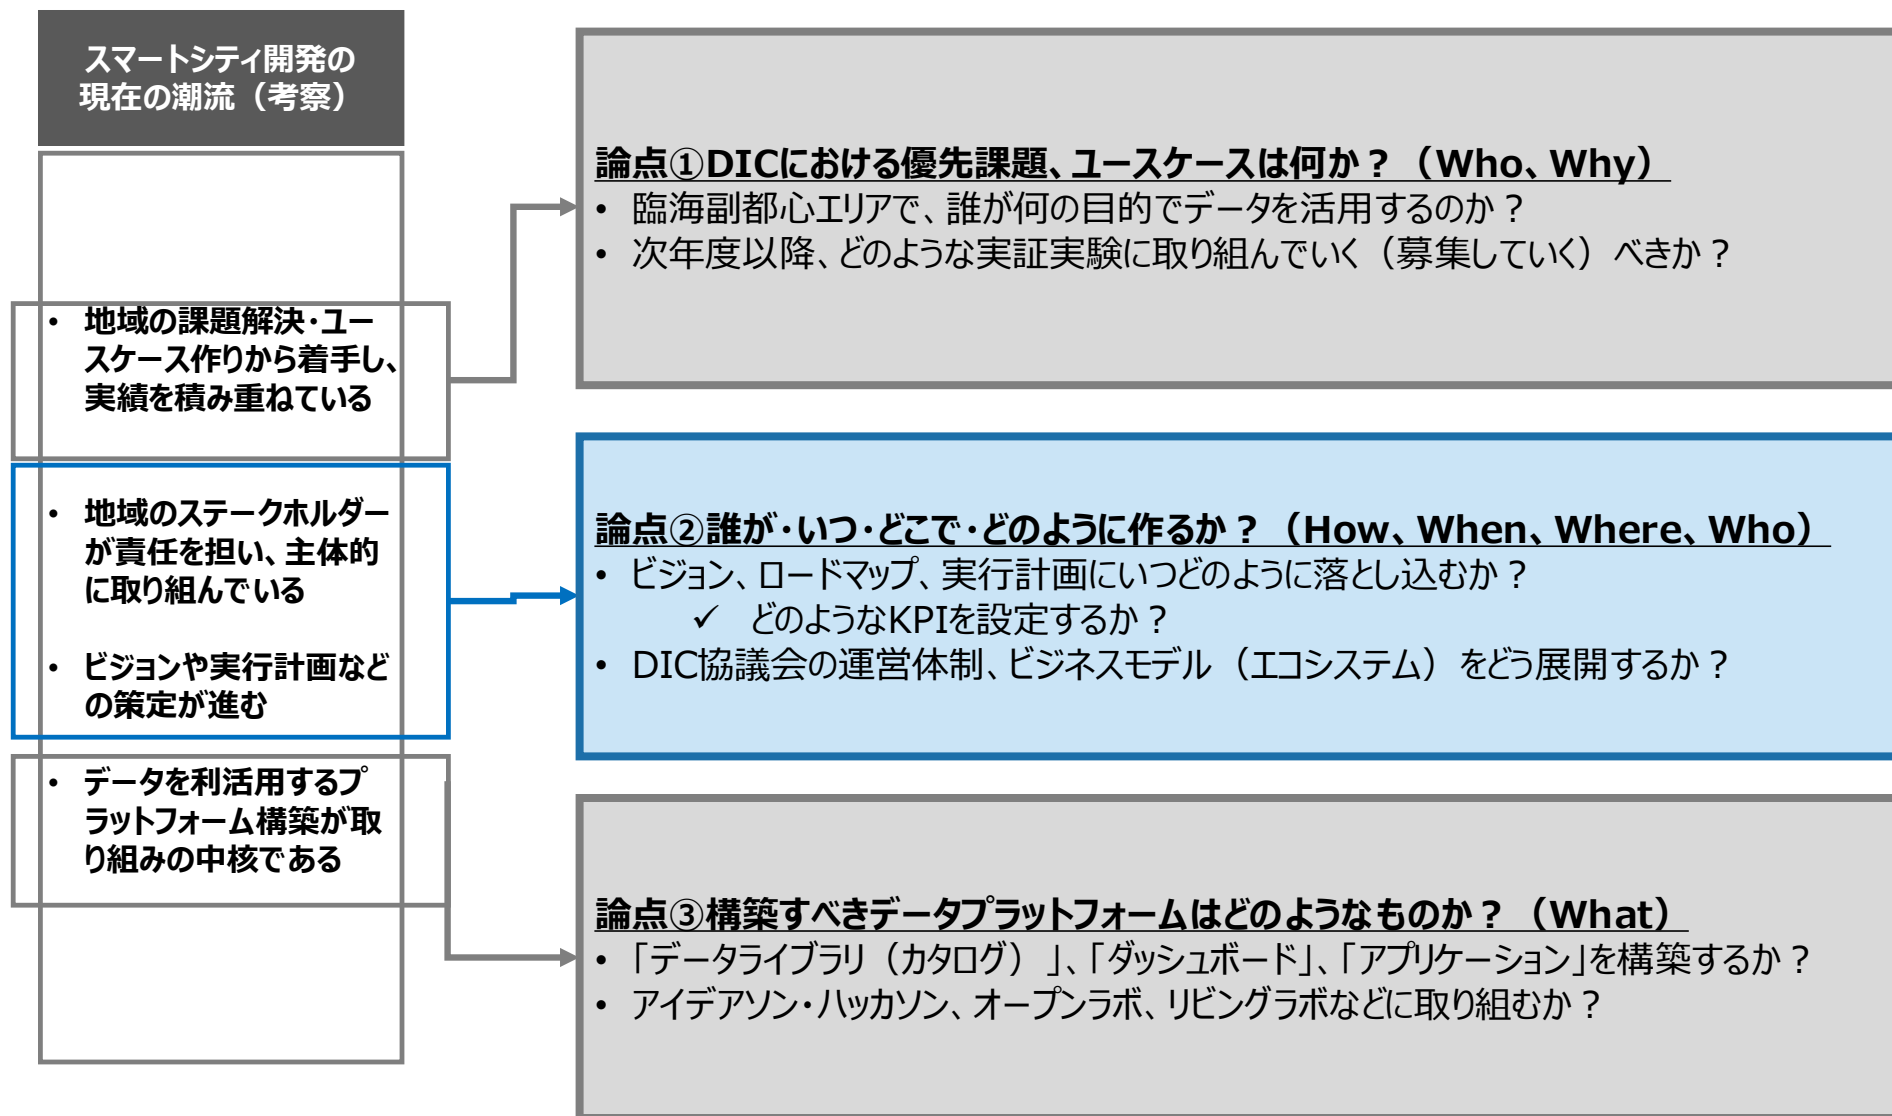 スマートシティ開発の
現在の潮流（考察）
• 地域の課題解決・ユー
スケース作りから着手し、
実績を積み重ねている
• 地域のステークホルダー
が責任を担い、主体的
に取り組んでいる
• ビジョンや実行計画など
の策定が進む
• データを利活用するプ
ラットフォーム構築が取
り組みの中核である
論点①DICにおける優先課題、ユースケースは何か？（Who、Why）
• 臨海副都心エリアで、誰が何の目的でデータを活用するのか？
• 次年度以降、どのような実証実験に取り組んでいく（募集していく）べきか？
論点②誰が・いつ・どこで・どのように作るか？（How、When、Where、Who）
• ビジョン、ロードマップ、実行計画にいつどのように落とし込むか？
✓ どのようなKPIを設定するか？
• DIC協議会の運営体制、ビジネスモデル（エコシステム）をどう展開するか？
論点③構築すべきデータプラットフォームはどのようなものか？（What）
• 「データライブラリ（カタログ）」、「ダッシュボード」、「アプリケーション」を構築するか？
• アイデアソン・ハッカソン、オープンラボ、リビングラボなどに取り組むか？